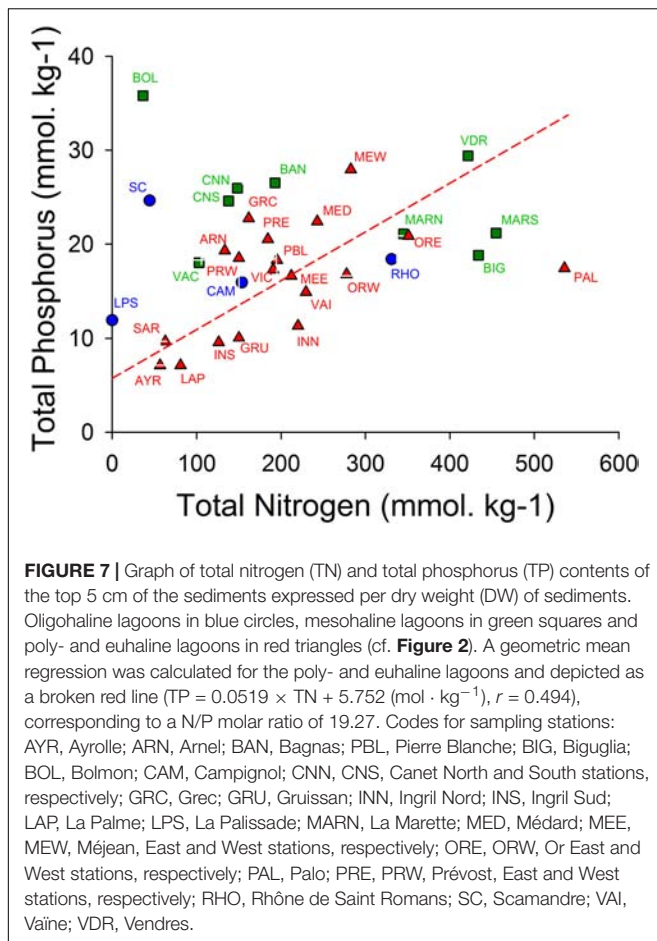 Total Phosphorus (mmol. kg-1)
40
30
20
10
0
BOL
SC
CNN
CNS
BAN
GRC
MEW
VDR
MED
PRE
ARN
PBL
MARN
ORE
MARS
VAC
PRW
VIC
MEE
ORW
RHO
BIG
PAL
CAM
VAI
LPS
SAR
INS
GRU
INN
AYR
LAP
0 100 200 300 400 500 600
Total Nitrogen (mmol. kg-1)
FIGURE 7 | Graph of total nitrogen (TN) and total phosphorus (TP) contents of
the top 5 cm of the sediments expressed per dry weight (DW) of sediments.
Oligohaline lagoons in blue circles, mesohaline lagoons in green squares and
poly- and euhaline lagoons in red triangles (cf. Figure 2). A geometric mean
regression was calculated for the poly- and euhaline lagoons and depicted as
a broken red line (TP = 0.0519 × TN + 5.752 (mol · kg⁻¹), r = 0.494),
corresponding to a N/P molar ratio of 19.27. Codes for sampling stations:
AYR, Ayrolle; ARN, Arnel; BAN, Bagnas; PBL, Pierre Blanche; BIG, Biguglia;
BOL, Bolmon; CAM, Campignol; CNN, CNS, Canet North and South stations,
respectively; GRC, Grec; GRU, Gruissan; INN, Ingril Nord; INS, Ingril Sud;
LAP, La Palme; LPS, La Palissade; MARN, La Marette; MED, Médard; MEE,
MEW, Méjean, East and West stations, respectively; ORE, ORW, Or East and
West stations, respectively; PAL, Palo; PRE, PRW, Prévost, East and West
stations, respectively; RHO, Rhône de Saint Romans; SC, Scamandre; VAI,
Vaïne; VDR, Vendres.